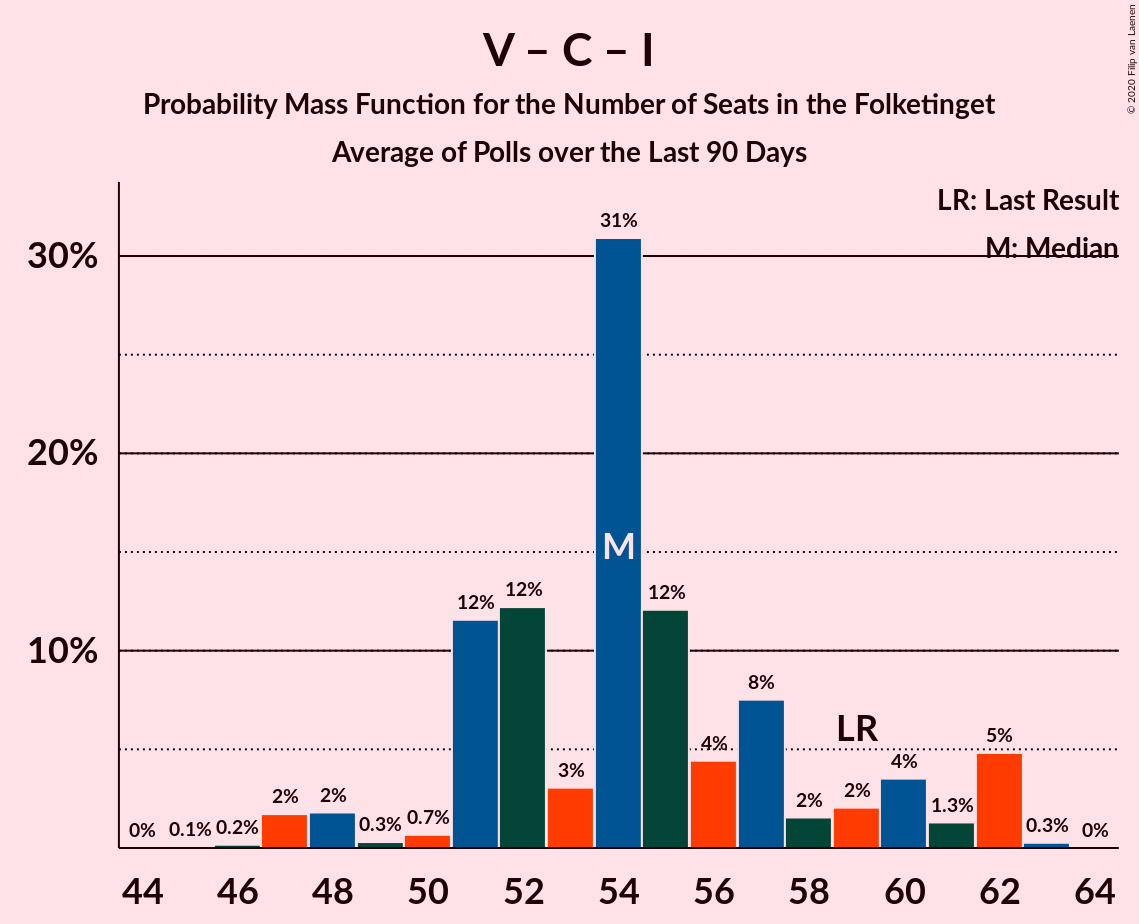 V – C – I
Probability Mass Function for the Number of Seats in the Folketinget
Average of Polls over the Last 90 Days
© 2020 Filip van Laenen
LR: Last Result
M: Median
30%
20%
10%
0% 0.1% 0.2% 2% 2% 0.3% 0.7% 12% 12% 3% 31% 12% 4% 8% 2% 2% 4% 1.3% 5% 0.3% 0%
M
LR
44 46 48 50 52 54 56 58 60 62 64